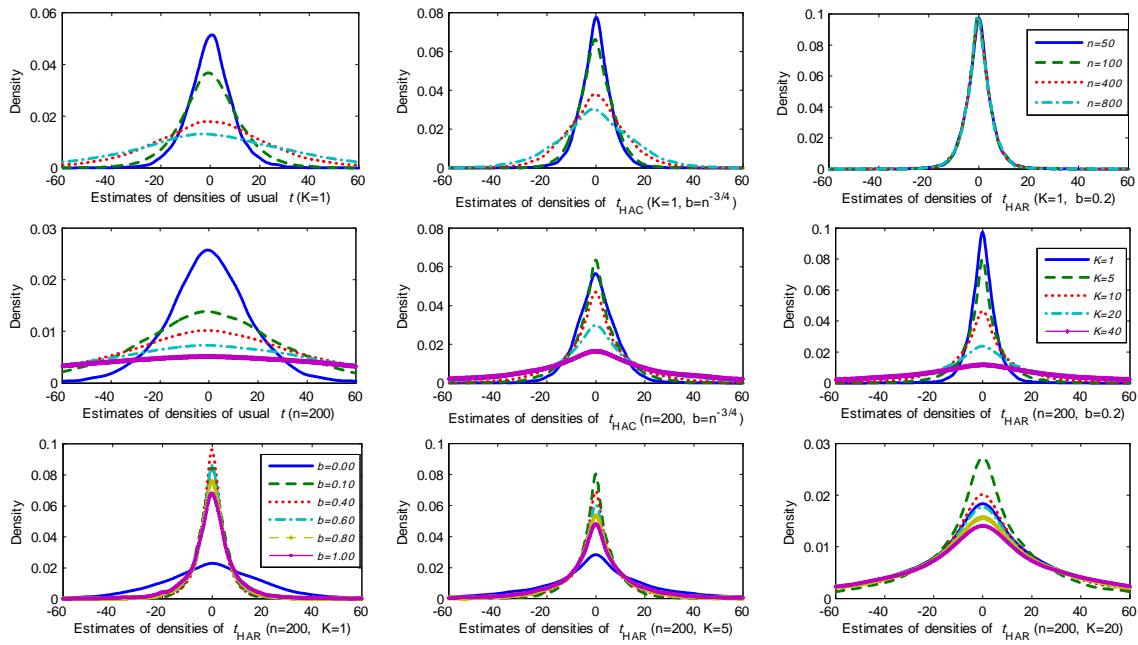 0.06
0.04
0.02
0
Density
-60 -40 -20 0 20 40 60
Estimates of densities of usual t (K=1)
0.08
0.06
0.04
0.02
0.00
Density
-60 -40 -20 0 20 40 60
Estimates of densities of t_HAC (K=1, b=n^-3/4)
0.1
0.08
0.06
0.04
0.02
0
Density
n=50
n=100
n=400
n=800
-60 -40 -20 0 20 40 60
Estimates of densities of t_HAR (K=1, b=0.2)
0.03
0.02
0.01
0
Density
-60 -40 -20 0 20 40 60
Estimates of densities of usual t (n=200)
0.08
0.06
0.04
0.02
0
Density
-60 -40 -20 0 20 40 60
Estimates of densities of t_HAC (n=200, b=n^-3/4)
0.1
0.08
0.06
0.04
0.02
0
Density
K=1
K=5
K=10
K=20
K=40
-60 -40 -20 0 20 40 60
Estimates of densities of t_HAR (n=200, b=0.2)
0.1
0.08
0.06
0.04
0.02
0
Density
b=0.00
b=0.10
b=0.40
b=0.60
b=0.80
b=1.00
-60 -40 -20 0 20 40 60
Estimates of densities of t_HAR (n=200, K=1)
0.1
0.08
0.06
0.04
0.02
0
Density
-60 -40 -20 0 20 40 60
Estimates of densities of t_HAR (n=200, K=5)
0.03
0.02
0.01
0
Density
-60 -40 -20 0 20 40 60
Estimates of densities of t_HAR (n=200, K=20)